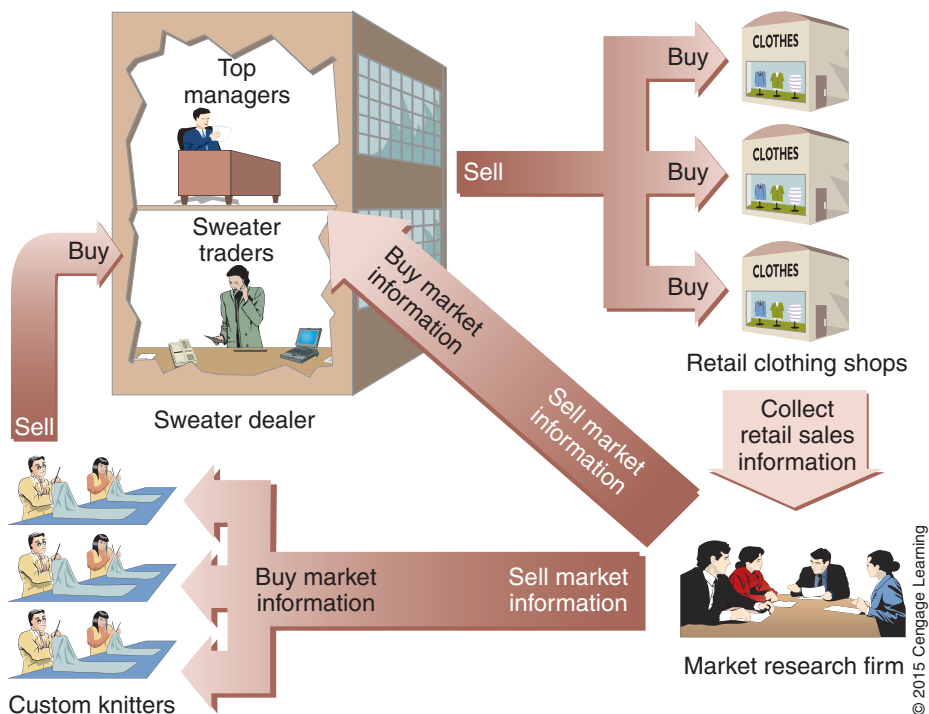 Top
managers
Sweater
traders
Buy
Sell
Sweater dealer
Sell
Buy
Buy
Buy
CLOTHES
CLOTHES
CLOTHES
Retail clothing shops
Buy market
information
Sell market
information
Collect
retail sales
information
Buy market
information
Sell market
information
Custom knitters
Market research firm
© 2015 Cengage Learning